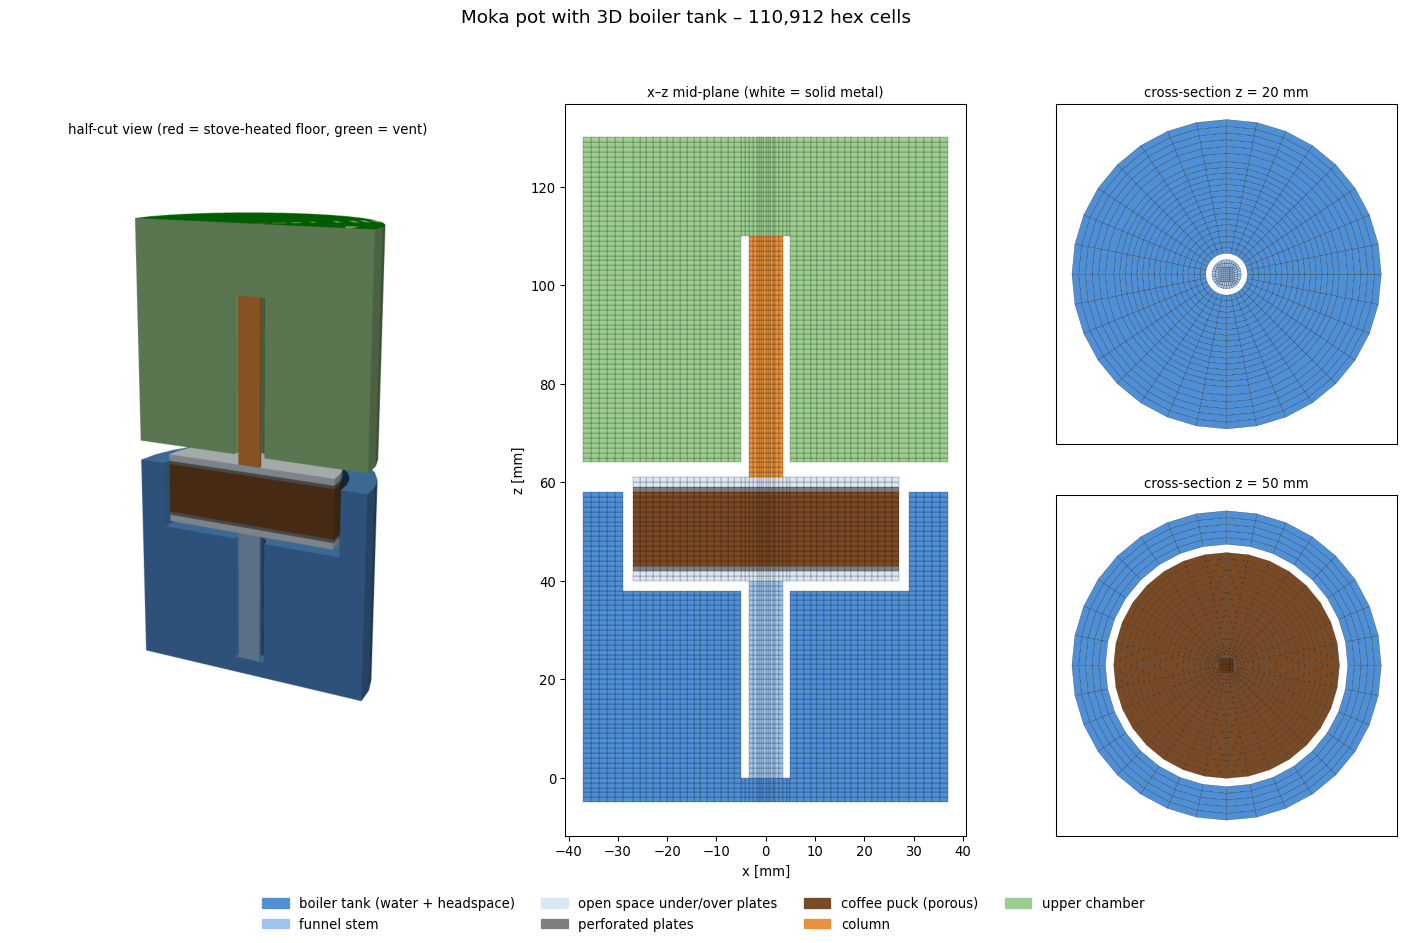 Moka pot with 3D boiler tank – 110,912 hex cells
half-cut view (red = stove-heated floor, green = vent)
x–z mid-plane (white = solid metal)
120
100
80
60
40
20
0
z [mm]
−40 −30 −20 −10 0 10 20 30 40
x [mm]
cross-section z = 20 mm
cross-section z = 50 mm
boiler tank (water + headspace)
funnel stem
open space under/over plates
perforated plates
coffee puck (porous)
column
upper chamber